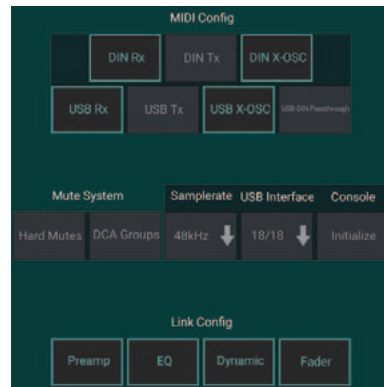 MIDI Config
DIN Rx DIN Tx DIN X-OSC
USB Rx USB Tx USB X-OSC USB-DIN Passthrough
Mute System Samplerate USB Interface Console
Hard Mutes DCA Groups 48kHz 18/18 Initialize
Link Config
Preamp EQ Dynamic Fader